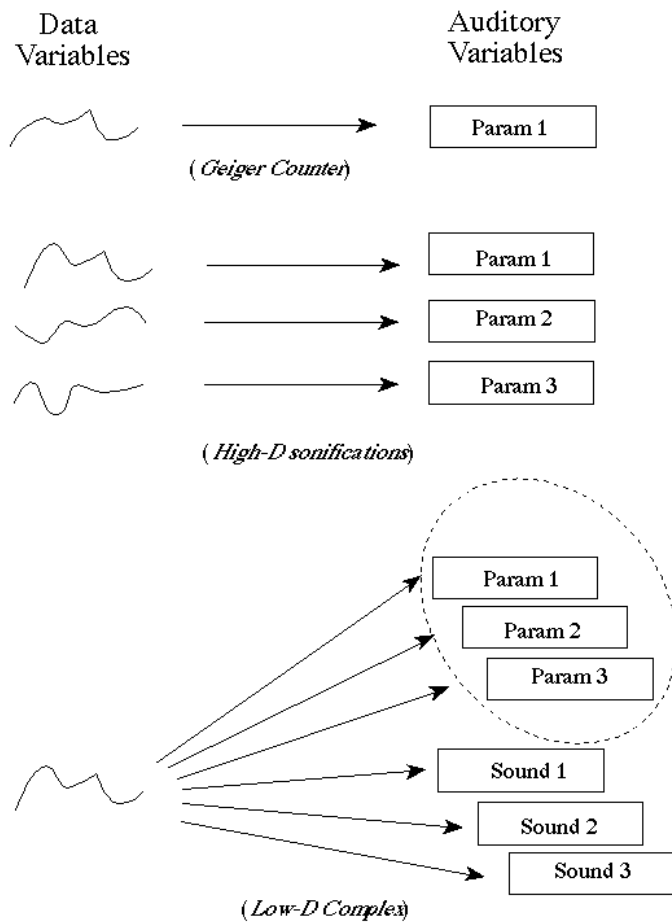 Data
Variables
Auditory
Variables
Param 1
(Geiger Counter)
Param 1
Param 2
Param 3
(High-D sonifications)
Param 1
Param 2
Param 3
Sound 1
Sound 2
Sound 3
(Low-D Complex)